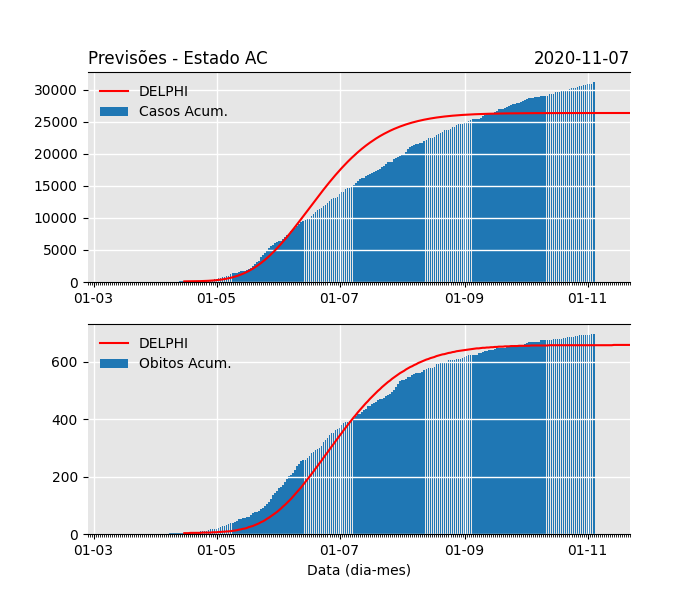 Previsões - Estado AC 2020-11-07
DELPHI
Casos Acum.
30000
25000
20000
15000
10000
5000
0
01-03 01-05 01-07 01-09 01-11
DELPHI
Obitos Acum.
600
400
200
0
01-03 01-05 01-07 01-09 01-11
Data (dia-mes)